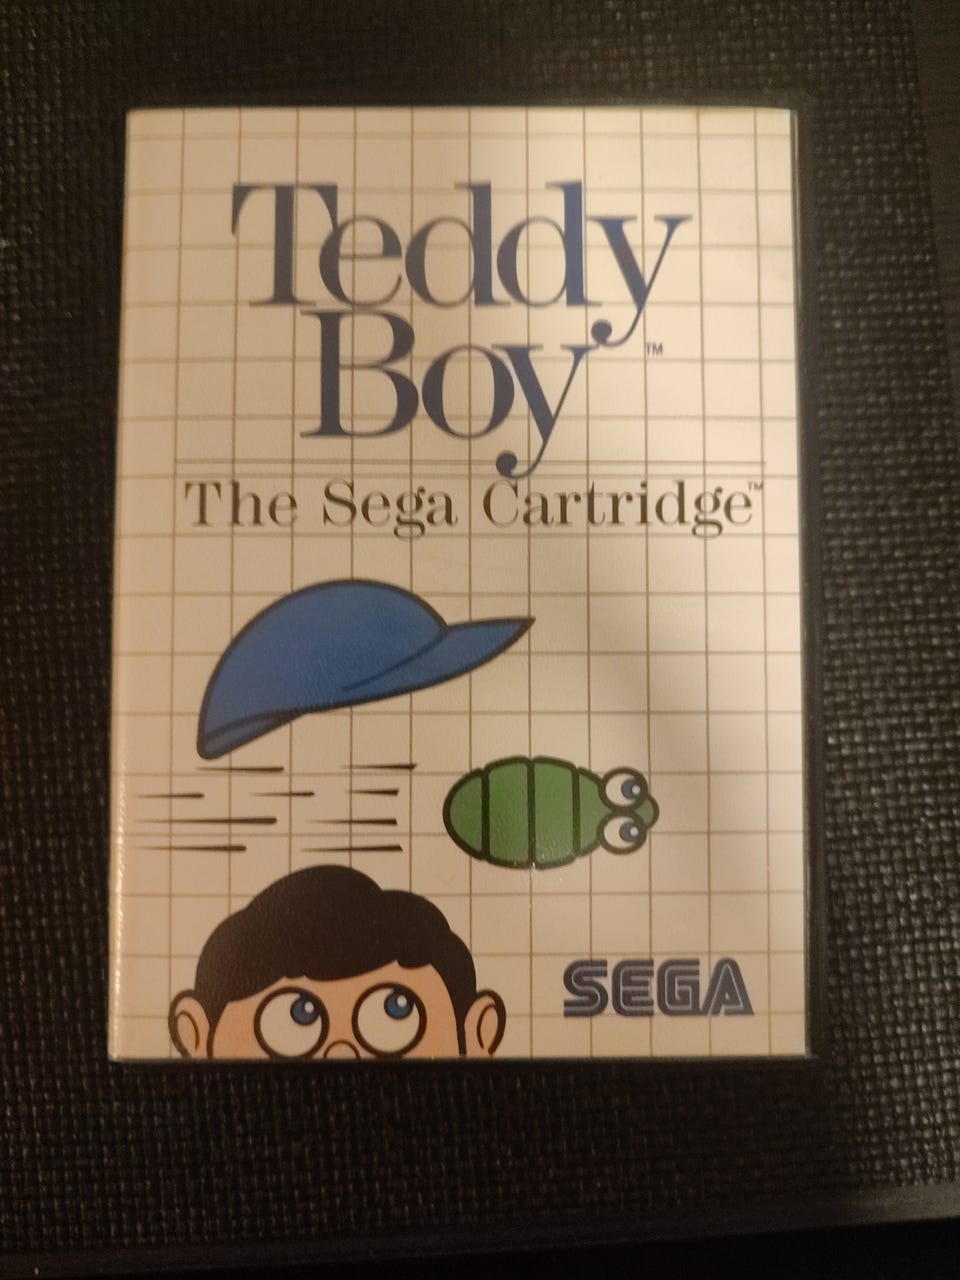 Teddy
Boy™
The Sega Cartridge™
SEGA